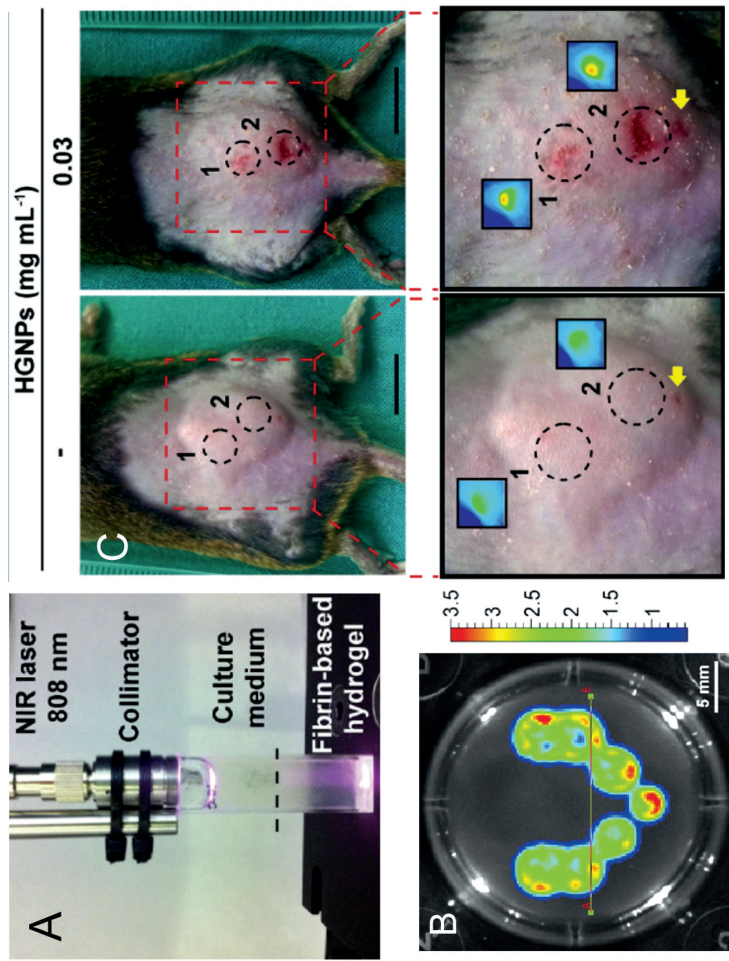 A
NIR laser
808 nm
Collimator
Culture
medium
Fibrin-based
hydrogel
B
3.5
3
2.5
2
1.5
1
5 mm
C
HGNPs (mg mL⁻¹)
-
0.03
1
2
1
2
1
2
1
2